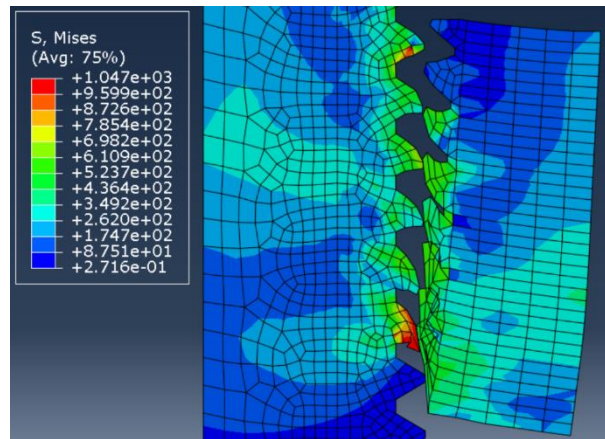 S, Mises
(Avg: 75%)
+1.047e+03
+9.599e+02
+8.726e+02
+7.854e+02
+6.982e+02
+6.109e+02
+5.237e+02
+4.364e+02
+3.492e+02
+2.620e+02
+1.747e+02
+8.751e+01
+2.716e-01